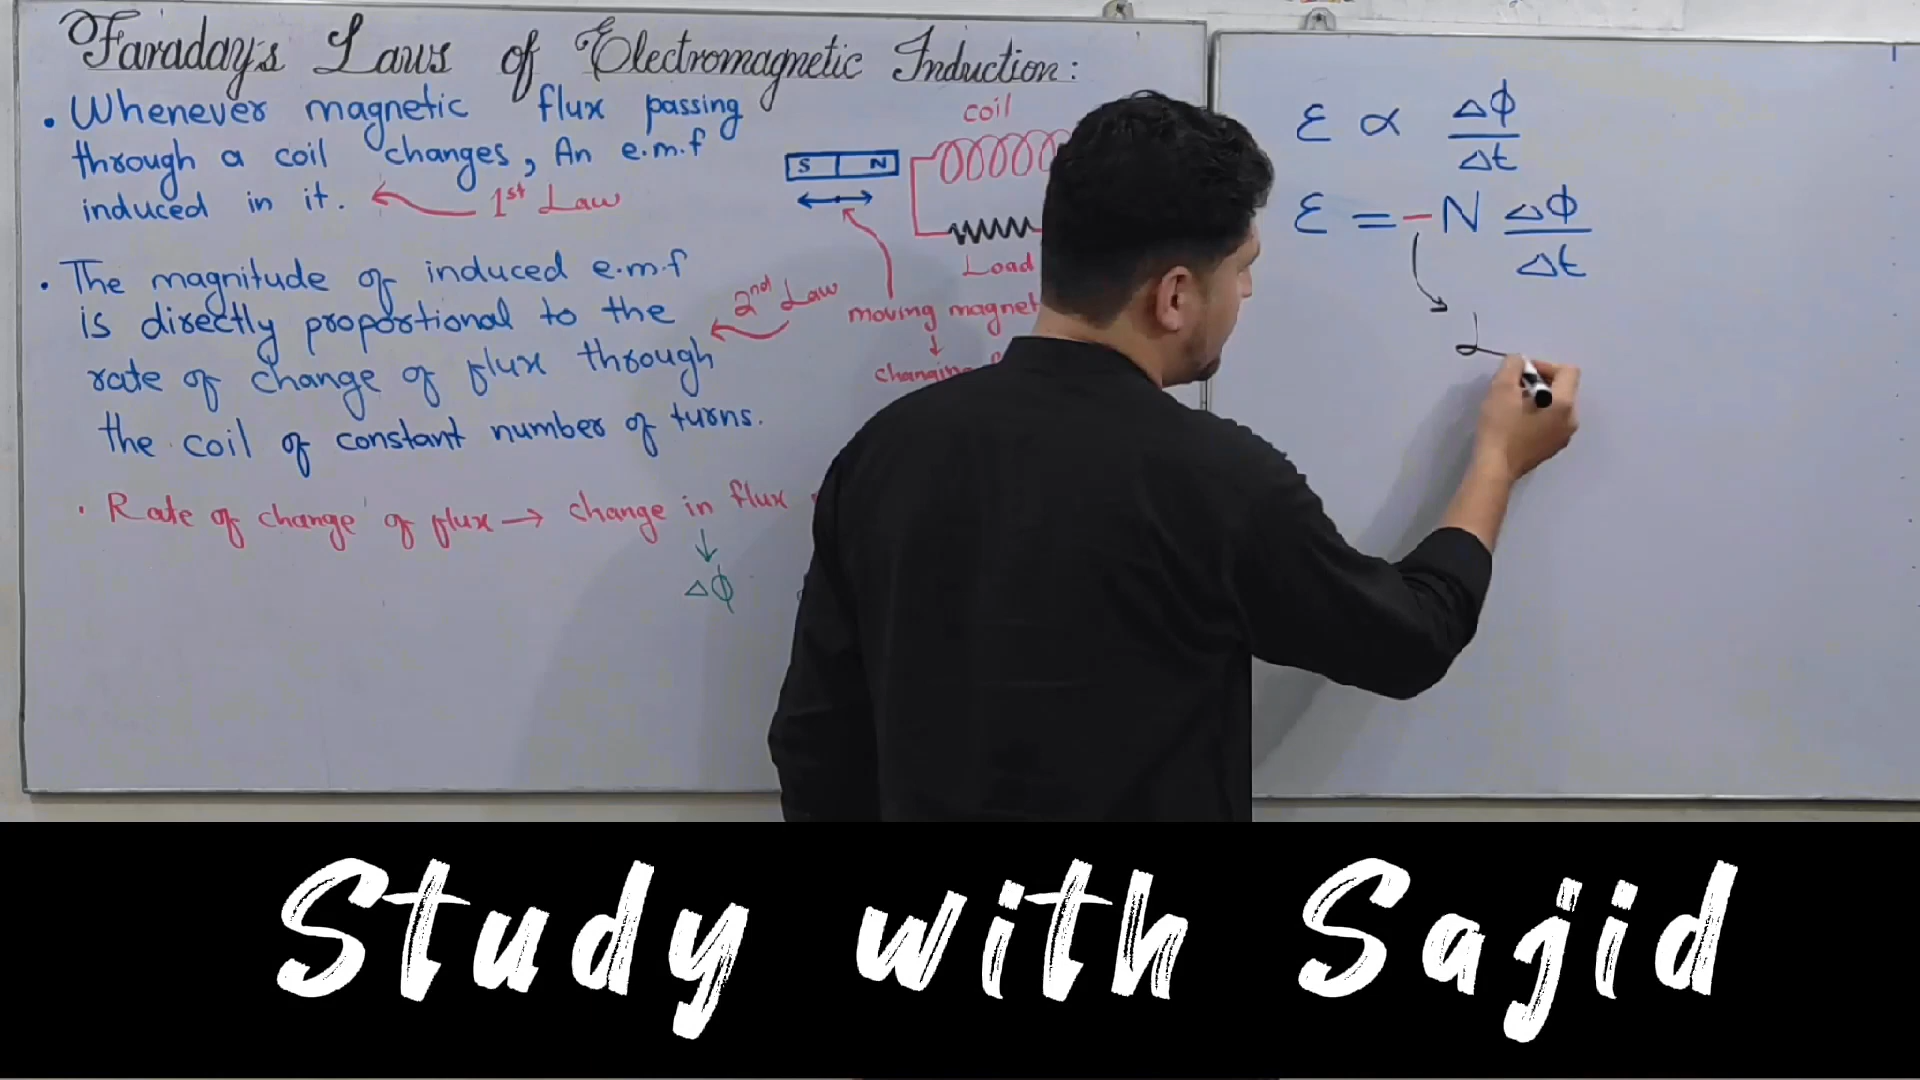 Faraday's Laws of Electromagnetic Induction:
• Whenever magnetic flux passing
through a coil changes, An e.m.f
induced in it.
1st Law
• The magnitude of induced e.m.f
is directly proportional to the
rate of change of flux through
the coil of constant number of turns.
2nd Law
• Rate of change of flux → change in flux
↓
ΔΦ
coil
S N
Load
moving magnet
↓
ε ∝ ΔΦ/Δt
ε = -N ΔΦ/Δt
L
Study with Sajid